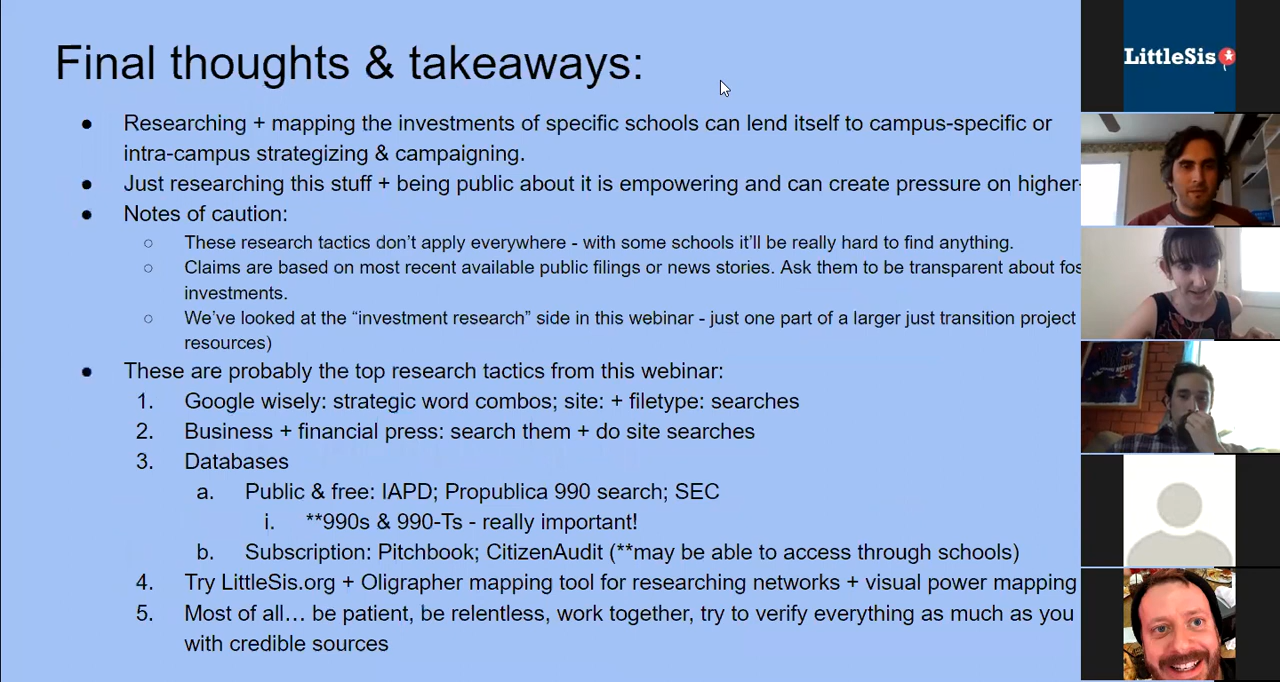 Final thoughts & takeaways:
● Researching + mapping the investments of specific schools can lend itself to campus-specific or
intra-campus strategizing & campaigning.
● Just researching this stuff + being public about it is empowering and can create pressure on higher-
● Notes of caution:
○ These research tactics don’t apply everywhere - with some schools it’ll be really hard to find anything.
○ Claims are based on most recent available public filings or news stories. Ask them to be transparent about fos
investments.
○ We’ve looked at the “investment research” side in this webinar - just one part of a larger just transition project
resources)
● These are probably the top research tactics from this webinar:
1. Google wisely: strategic word combos; site: + filetype: searches
2. Business + financial press: search them + do site searches
3. Databases
a. Public & free: IAPD; Propublica 990 search; SEC
i. **990s & 990-Ts - really important!
b. Subscription: Pitchbook; CitizenAudit (**may be able to access through schools)
4. Try LittleSis.org + Oligrapher mapping tool for researching networks + visual power mapping
5. Most of all… be patient, be relentless, work together, try to verify everything as much as you
with credible sources
LittleSis